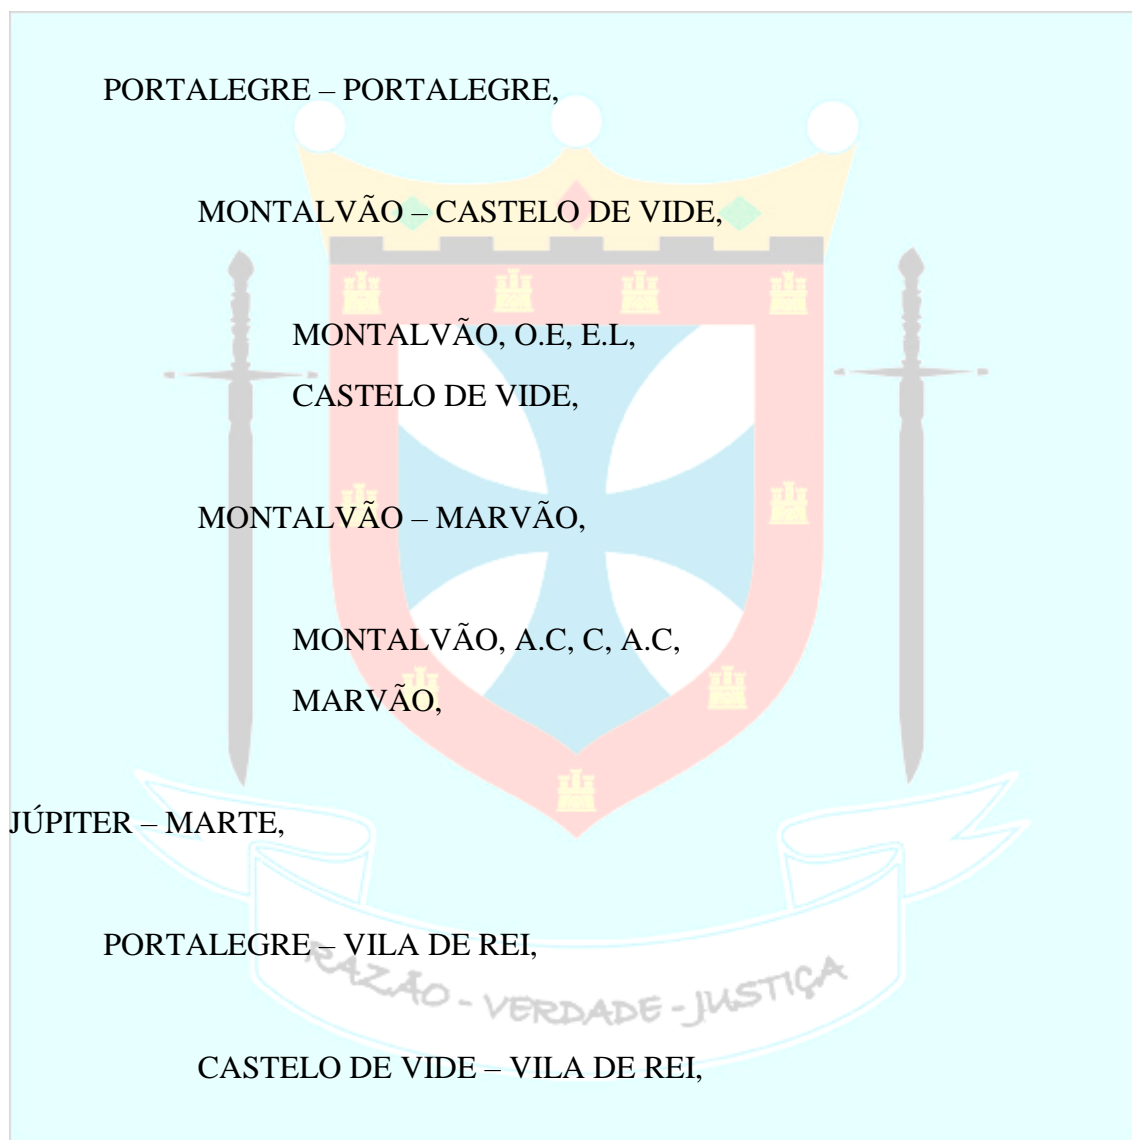 PORTALEGRE – PORTALEGRE,
MONTALVÃO – CASTELO DE VIDE,
MONTALVÃO, O.E, E.L,
CASTELO DE VIDE,
MONTALVÃO – MARVÃO,
MONTALVÃO, A.C, C, A.C,
MARVÃO,
JÚPITER – MARTE,
PORTALEGRE – VILA DE REI,
RAZÃO - VERDADE - JUSTIÇA
CASTELO DE VIDE – VILA DE REI,